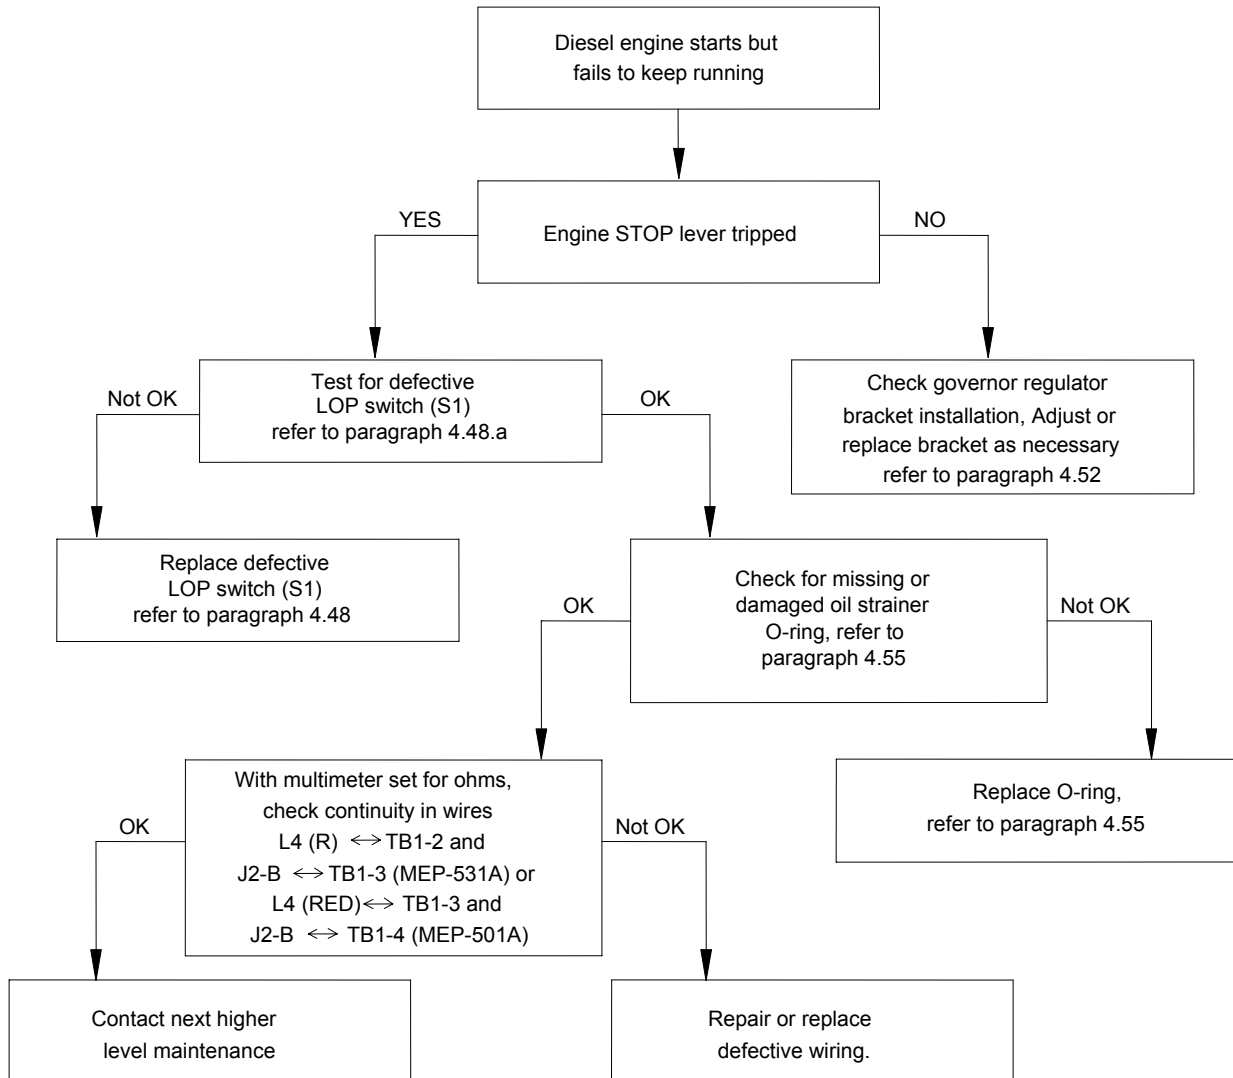 Diesel engine starts but
fails to keep running
YES
Engine STOP lever tripped
NO
Not OK
Test for defective
LOP switch (S1)
refer to paragraph 4.48.a
OK
Check governor regulator
bracket installation, Adjust or
replace bracket as necessary
refer to paragraph 4.52
Replace defective
LOP switch (S1)
refer to paragraph 4.48
OK
Check for missing or
damaged oil strainer
O-ring, refer to
paragraph 4.55
Not OK
OK
With multimeter set for ohms,
check continuity in wires
L4 (R) ↔ TB1-2 and
J2-B ↔ TB1-3 (MEP-531A) or
L4 (RED) ↔ TB1-3 and
J2-B ↔ TB1-4 (MEP-501A)
Not OK
Replace O-ring,
refer to paragraph 4.55
Contact next higher
level maintenance
Repair or replace
defective wiring.